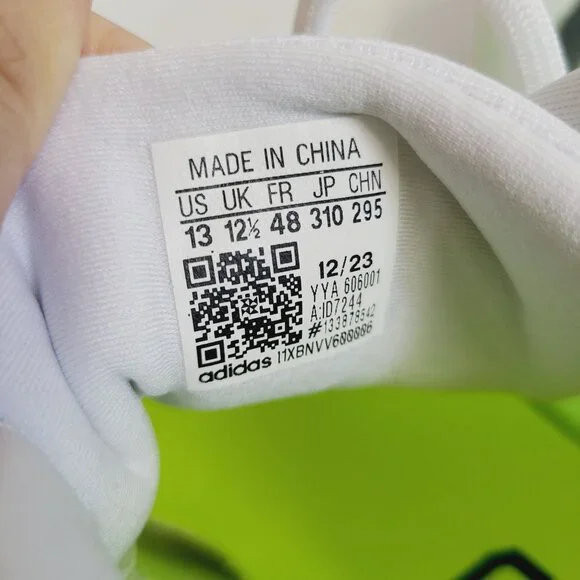 MADE IN CHINA
US UK FR JP CHN
13 12½ 48 310 295
12/23
YYA 606001
A:ID7244
#133878542
adidas I1XBNVV600006